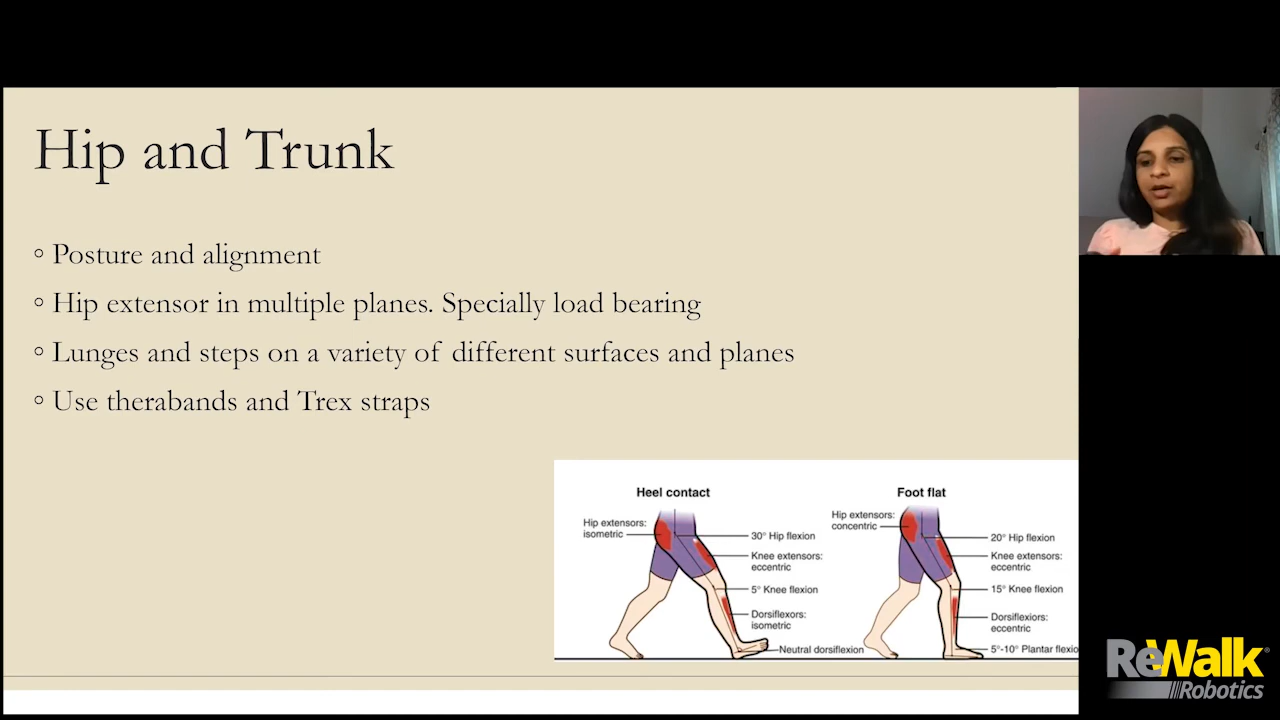 Hip and Trunk
◦ Posture and alignment
◦ Hip extensor in multiple planes. Specially load bearing
◦ Lunges and steps on a variety of different surfaces and planes
◦ Use therabands and Trex straps
Heel contact
Hip extensors:
isometric
30° Hip flexion
Knee extensors:
eccentric
5° Knee flexion
Dorsiflexors:
isometric
Neutral dorsiflexion
Foot flat
Hip extensors:
concentric
20° Hip flexion
Knee extensors:
eccentric
15° Knee flexion
Dorsiflexiors:
eccentric
5°-10° Plantar flexio
ReWalk®
Robotics